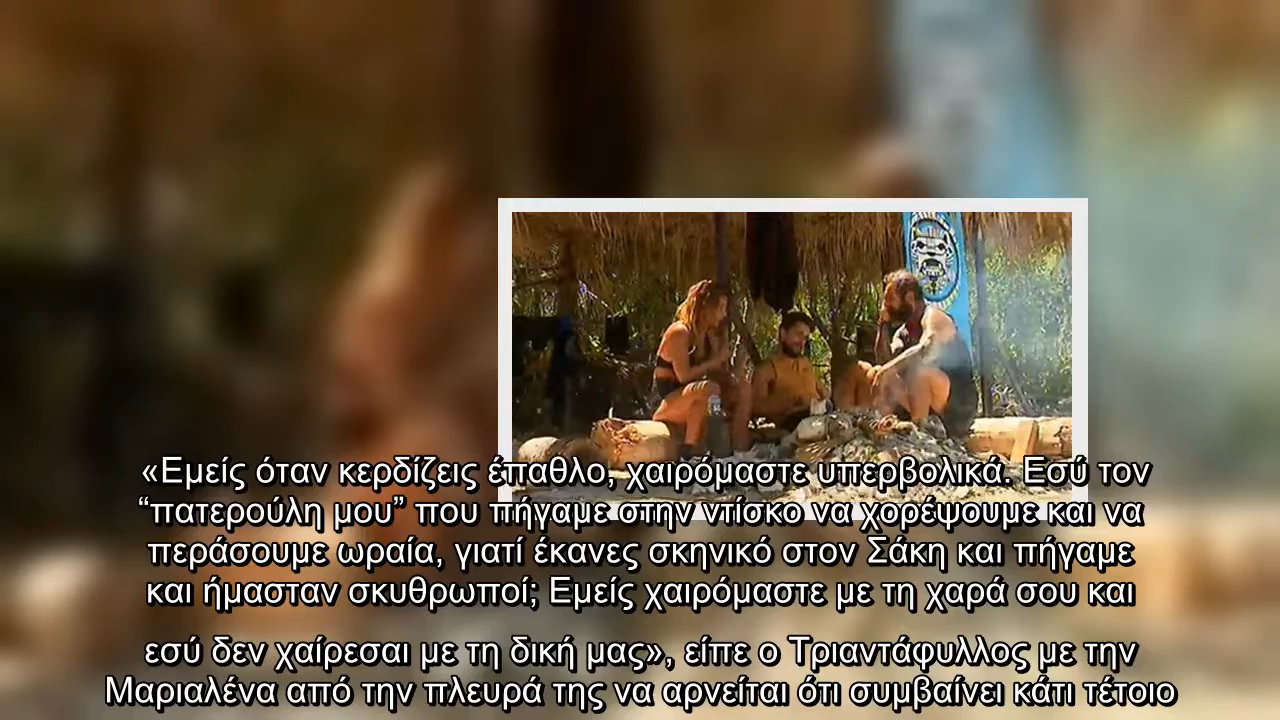 «Εμείς όταν κερδίζεις έπαθλο, χαιρόμαστε υπερβολικά. Εσύ τον
“πατερούλη μου” που πήγαμε στην ντίσκο να χορέψουμε και να
περάσουμε ωραία, γιατί έκανες σκηνικό στον Σάκη και πήγαμε
και ήμασταν σκυθρωποί; Εμείς χαιρόμαστε με τη χαρά σου και
εσύ δεν χαίρεσαι με τη δική μας», είπε ο Τριαντάφυλλος με την
Μαριαλένα από την πλευρά της να αρνείται ότι συμβαίνει κάτι τέτοιο